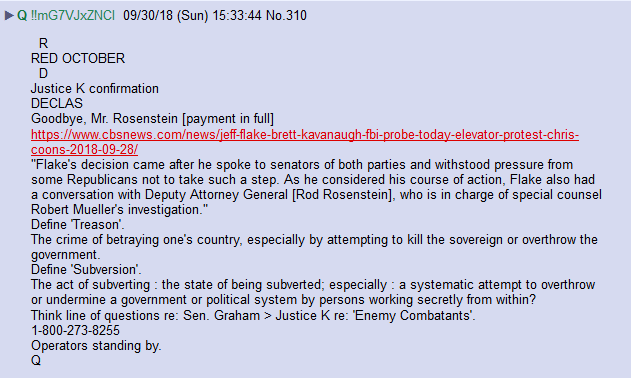 ▶ Q !!mG7VJxZNCI 09/30/18 (Sun) 15:33:44 No.310
R
RED OCTOBER
D
Justice K confirmation
DECLAS
Goodbye, Mr. Rosenstein [payment in full]
https://www.cbsnews.com/news/jeff-flake-brett-kavanaugh-fbi-probe-today-elevator-protest-chris-
coons-2018-09-28/
"Flake's decision came after he spoke to senators of both parties and withstood pressure from
some Republicans not to take such a step. As he considered his course of action, Flake also had
a conversation with Deputy Attorney General [Rod Rosenstein], who is in charge of special counsel
Robert Mueller's investigation."
Define 'Treason'.
The crime of betraying one's country, especially by attempting to kill the sovereign or overthrow the
government.
Define 'Subversion'.
The act of subverting : the state of being subverted; especially : a systematic attempt to overthrow
or undermine a government or political system by persons working secretly from within?
Think line of questions re: Sen. Graham > Justice K re: 'Enemy Combatants'.
1-800-273-8255
Operators standing by.
Q